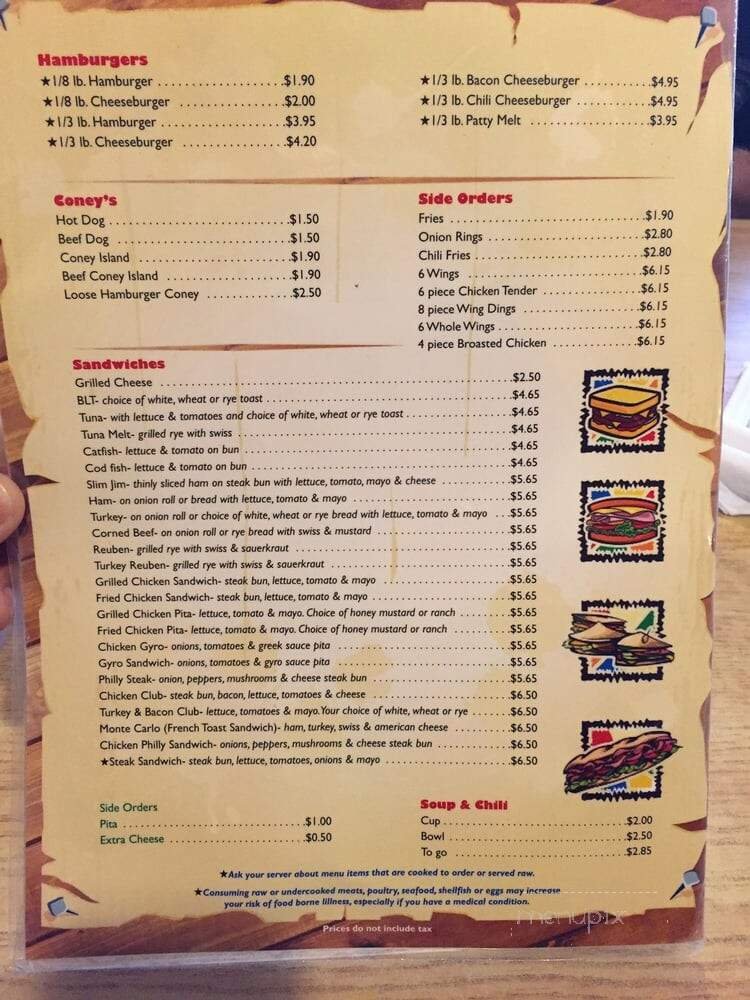 Hamburgers
★1/8 lb. Hamburger ....................$1.90
★1/8 lb. Cheeseburger ..................$2.00
★1/3 lb. Hamburger ....................$3.95
★1/3 lb. Cheeseburger ................$4.20
★1/3 lb. Bacon Cheeseburger ..........$4.95
★1/3 lb. Chili Cheeseburger ............$4.95
★1/3 lb. Patty Melt ....................$3.95
Coney's
Hot Dog ............................$1.50
Beef Dog ..........................$1.50
Coney Island ........................$1.90
Beef Coney Island ....................$1.90
Loose Hamburger Coney ..............$2.50
Side Orders
Fries ..............................$1.90
Onion Rings ........................$2.80
Chili Fries ..........................$2.80
6 Wings ............................$6.15
6 piece Chicken Tender ................$6.15
8 piece Wing Dings ..................$6.15
6 Whole Wings ......................$6.15
4 piece Broasted Chicken ..............$6.15
Sandwiches
Grilled Cheese ............................................................$2.50
BLT- choice of white, wheat or rye toast ..........................................$4.65
Tuna- with lettuce & tomatoes and choice of white, wheat or rye toast ..................$4.65
Tuna Melt- grilled rye with swiss ..............................................$4.65
Catfish- lettuce & tomato on bun ..............................................$4.65
Cod fish- lettuce & tomato on bun ............................................$4.65
Slim Jim- thinly sliced ham on steak bun with lettuce, tomato, mayo & cheese ............$5.65
Ham- on onion roll or bread with lettuce, tomato & mayo ..........................$5.65
Turkey- on onion roll or choice of white, wheat or rye bread with lettuce, tomato & mayo ...$5.65
Corned Beef- on onion roll or rye bread with swiss & mustard ......................$5.65
Reuben- grilled rye with swiss & sauerkraut ......................................$5.65
Turkey Reuben- grilled rye with swiss & sauerkraut ................................$5.65
Grilled Chicken Sandwich- steak bun, lettuce, tomato & mayo ......................$5.65
Fried Chicken Sandwich- steak bun, lettuce, tomato & mayo ........................$5.65
Grilled Chicken Pita- lettuce, tomato & mayo. Choice of honey mustard or ranch ..........$5.65
Fried Chicken Pita- lettuce, tomato & mayo. Choice of honey mustard or ranch ..........$5.65
Chicken Gyro- onions, tomatoes & greek sauce pita ................................$5.65
Gyro Sandwich- onions, tomatoes & gyro sauce pita ................................$5.65
Philly Steak- onion, peppers, mushrooms & cheese steak bun ........................$5.65
Chicken Club- steak bun, bacon, lettuce, tomatoes & cheese ........................$6.50
Turkey & Bacon Club- lettuce, tomatoes & mayo. Your choice of white, wheat or rye .......$6.50
Monte Carlo (French Toast Sandwich)- ham, turkey, swiss & american cheese ..........$6.50
Chicken Philly Sandwich- onions, peppers, mushrooms & cheese steak bun ............$6.50
★Steak Sandwich- steak bun, lettuce, tomatoes, onions & mayo ......................$6.50
Side Orders
Pita ..............................$1.00
Extra Cheese ......................$0.50
Soup & Chili
Cup ..............................$2.00
Bowl ............................$2.50
To go ............................$2.85
★Ask your server about menu items that are cooked to order or served raw.
★Consuming raw or undercooked meats, poultry, seafood, shellfish or eggs may increase
your risk of food borne lillness, especially if you have a medical condition.
menupix
Prices do not include tax